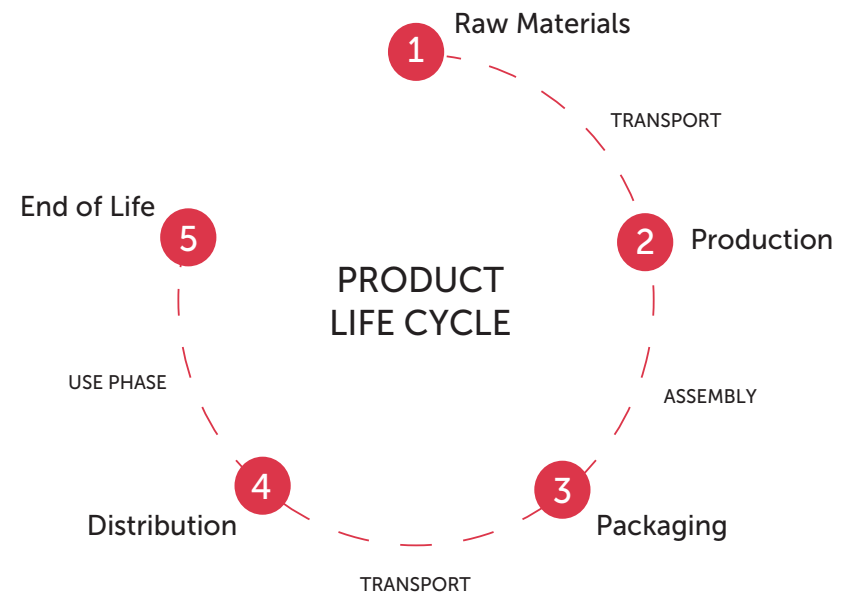 1
Raw Materials
TRANSPORT
2
Production
ASSEMBLY
3
Packaging
TRANSPORT
4
Distribution
USE PHASE
5
End of Life
PRODUCT
LIFE CYCLE